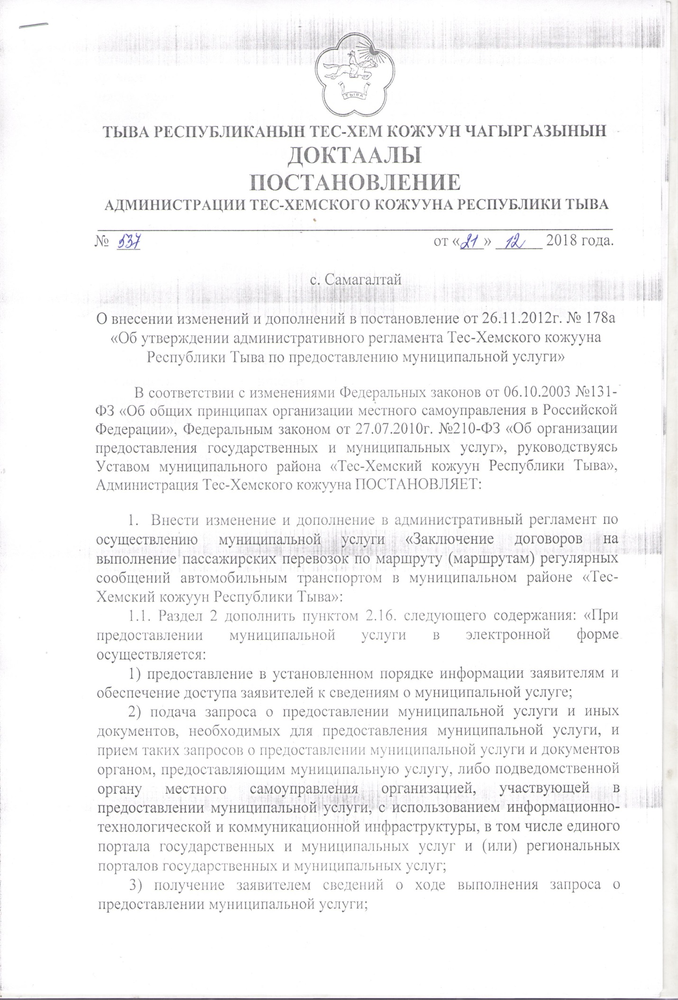 ТЫВА
ТЫВА РЕСПУБЛИКАНЫН ТЕС-ХЕМ КОЖУУН ЧАГЫРГАЗЫНЫН
ДОКТААЛЫ
ПОСТАНОВЛЕНИЕ
АДМИНИСТРАЦИИ ТЕС-ХЕМСКОГО КОЖУУНА РЕСПУБЛИКИ ТЫВА
№ 537 от «21» 12 2018 года.
с. Самагалтай
О внесении изменений и дополнений в постановление от 26.11.2012г. № 178а
«Об утверждении административного регламента Тес-Хемского кожууна
Республики Тыва по предоставлению муниципальной услуги»
В соответствии с изменениями Федеральных законов от 06.10.2003 №131-
ФЗ «Об общих принципах организации местного самоуправления в Российской
Федерации», Федеральным законом от 27.07.2010г. №210-ФЗ «Об организации
предоставления государственных и муниципальных услуг», руководствуясь
Уставом муниципального района «Тес-Хемский кожуун Республики Тыва»,
Администрация Тес-Хемского кожууна ПОСТАНОВЛЯЕТ:
1. Внести изменение и дополнение в административный регламент по
осуществлению муниципальной услуги «Заключение договоров на
выполнение пассажирских перевозок по маршруту (маршрутам) регулярных
сообщений автомобильным транспортом в муниципальном районе «Тес-
Хемский кожуун Республики Тыва»:
1.1. Раздел 2 дополнить пунктом 2.16. следующего содержания: «При
предоставлении муниципальной услуги в электронной форме
осуществляется:
1) предоставление в установленном порядке информации заявителям и
обеспечение доступа заявителей к сведениям о муниципальной услуге;
2) подача запроса о предоставлении муниципальной услуги и иных
документов, необходимых для предоставления муниципальной услуги, и
прием таких запросов о предоставлении муниципальной услуги и документов
органом, предоставляющим муниципальную услугу, либо подведомственной
органу местного самоуправления организацией, участвующей в
предоставлении муниципальной услуги, с использованием информационно-
технологической и коммуникационной инфраструктуры, в том числе единого
портала государственных и муниципальных услуг и (или) региональных
порталов государственных и муниципальных услуг;
3) получение заявителем сведений о ходе выполнения запроса о
предоставлении муниципальной услуги;